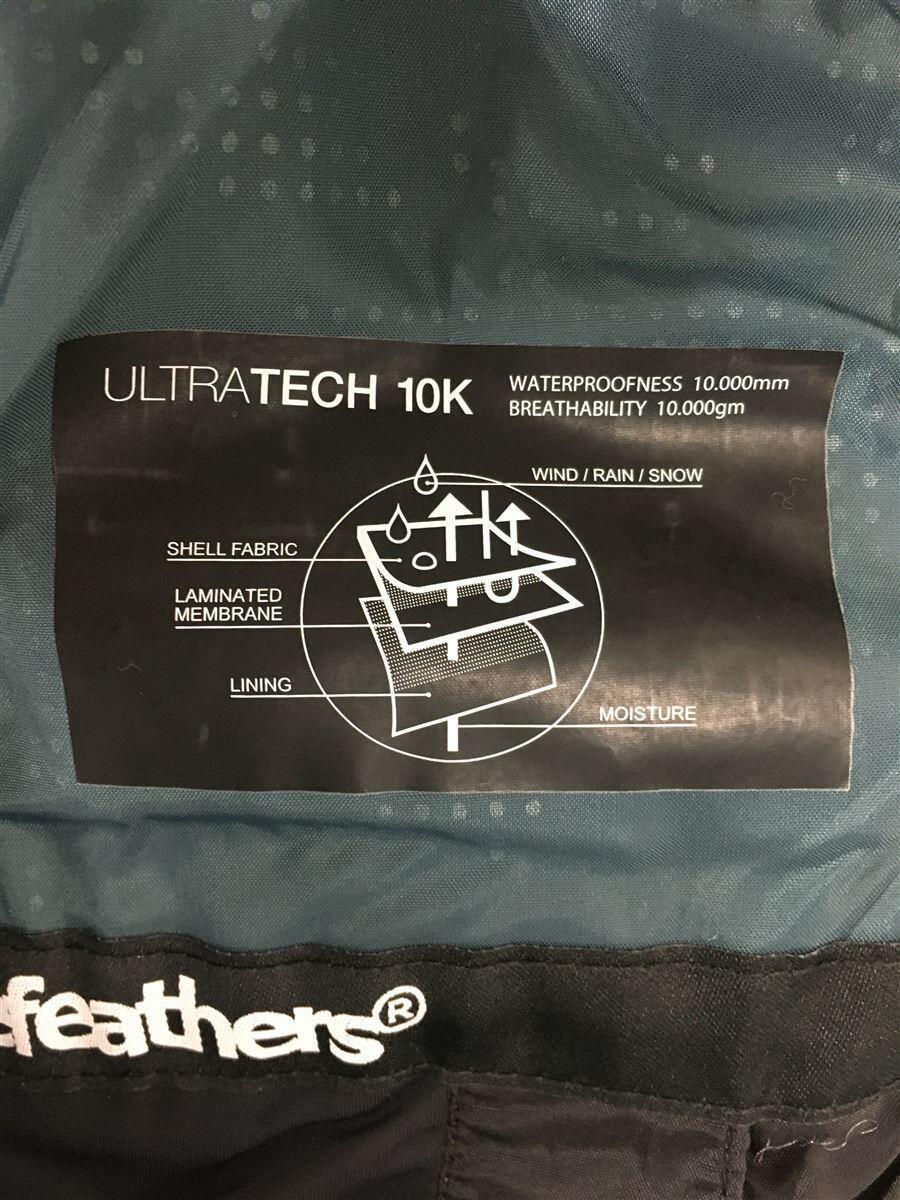 ULTRATECH 10K
WATERPROOFNESS 10.000mm
BREATHABILITY 10.000gm
WIND / RAIN / SNOW
SHELL FABRIC
LAMINATED
MEMBRANE
LINING
MOISTURE
feathers®